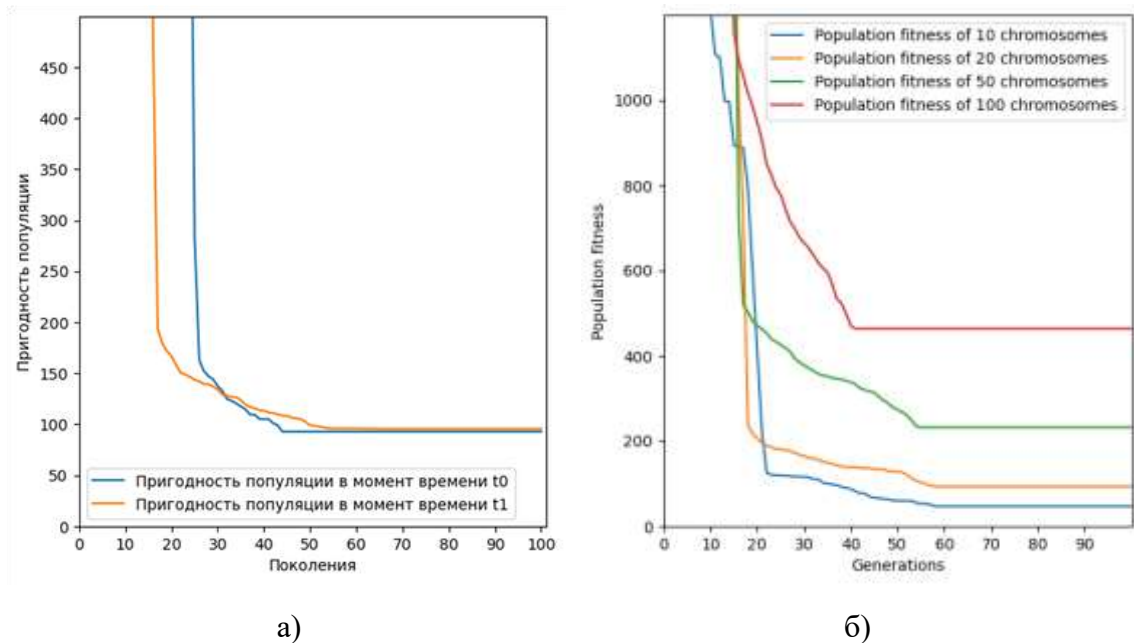 Пригодность популяции
450
400
350
300
250
200
150
100
50
0
0 10 20 30 40 50 60 70 80 90 100
Поколения
Пригодность популяции в момент времени t0
Пригодность популяции в момент времени t1
а)
Population fitness
1000
800
600
400
200
0
0 10 20 30 40 50 60 70 80 90
Generations
Population fitness of 10 chromosomes
Population fitness of 20 chromosomes
Population fitness of 50 chromosomes
Population fitness of 100 chromosomes
б)